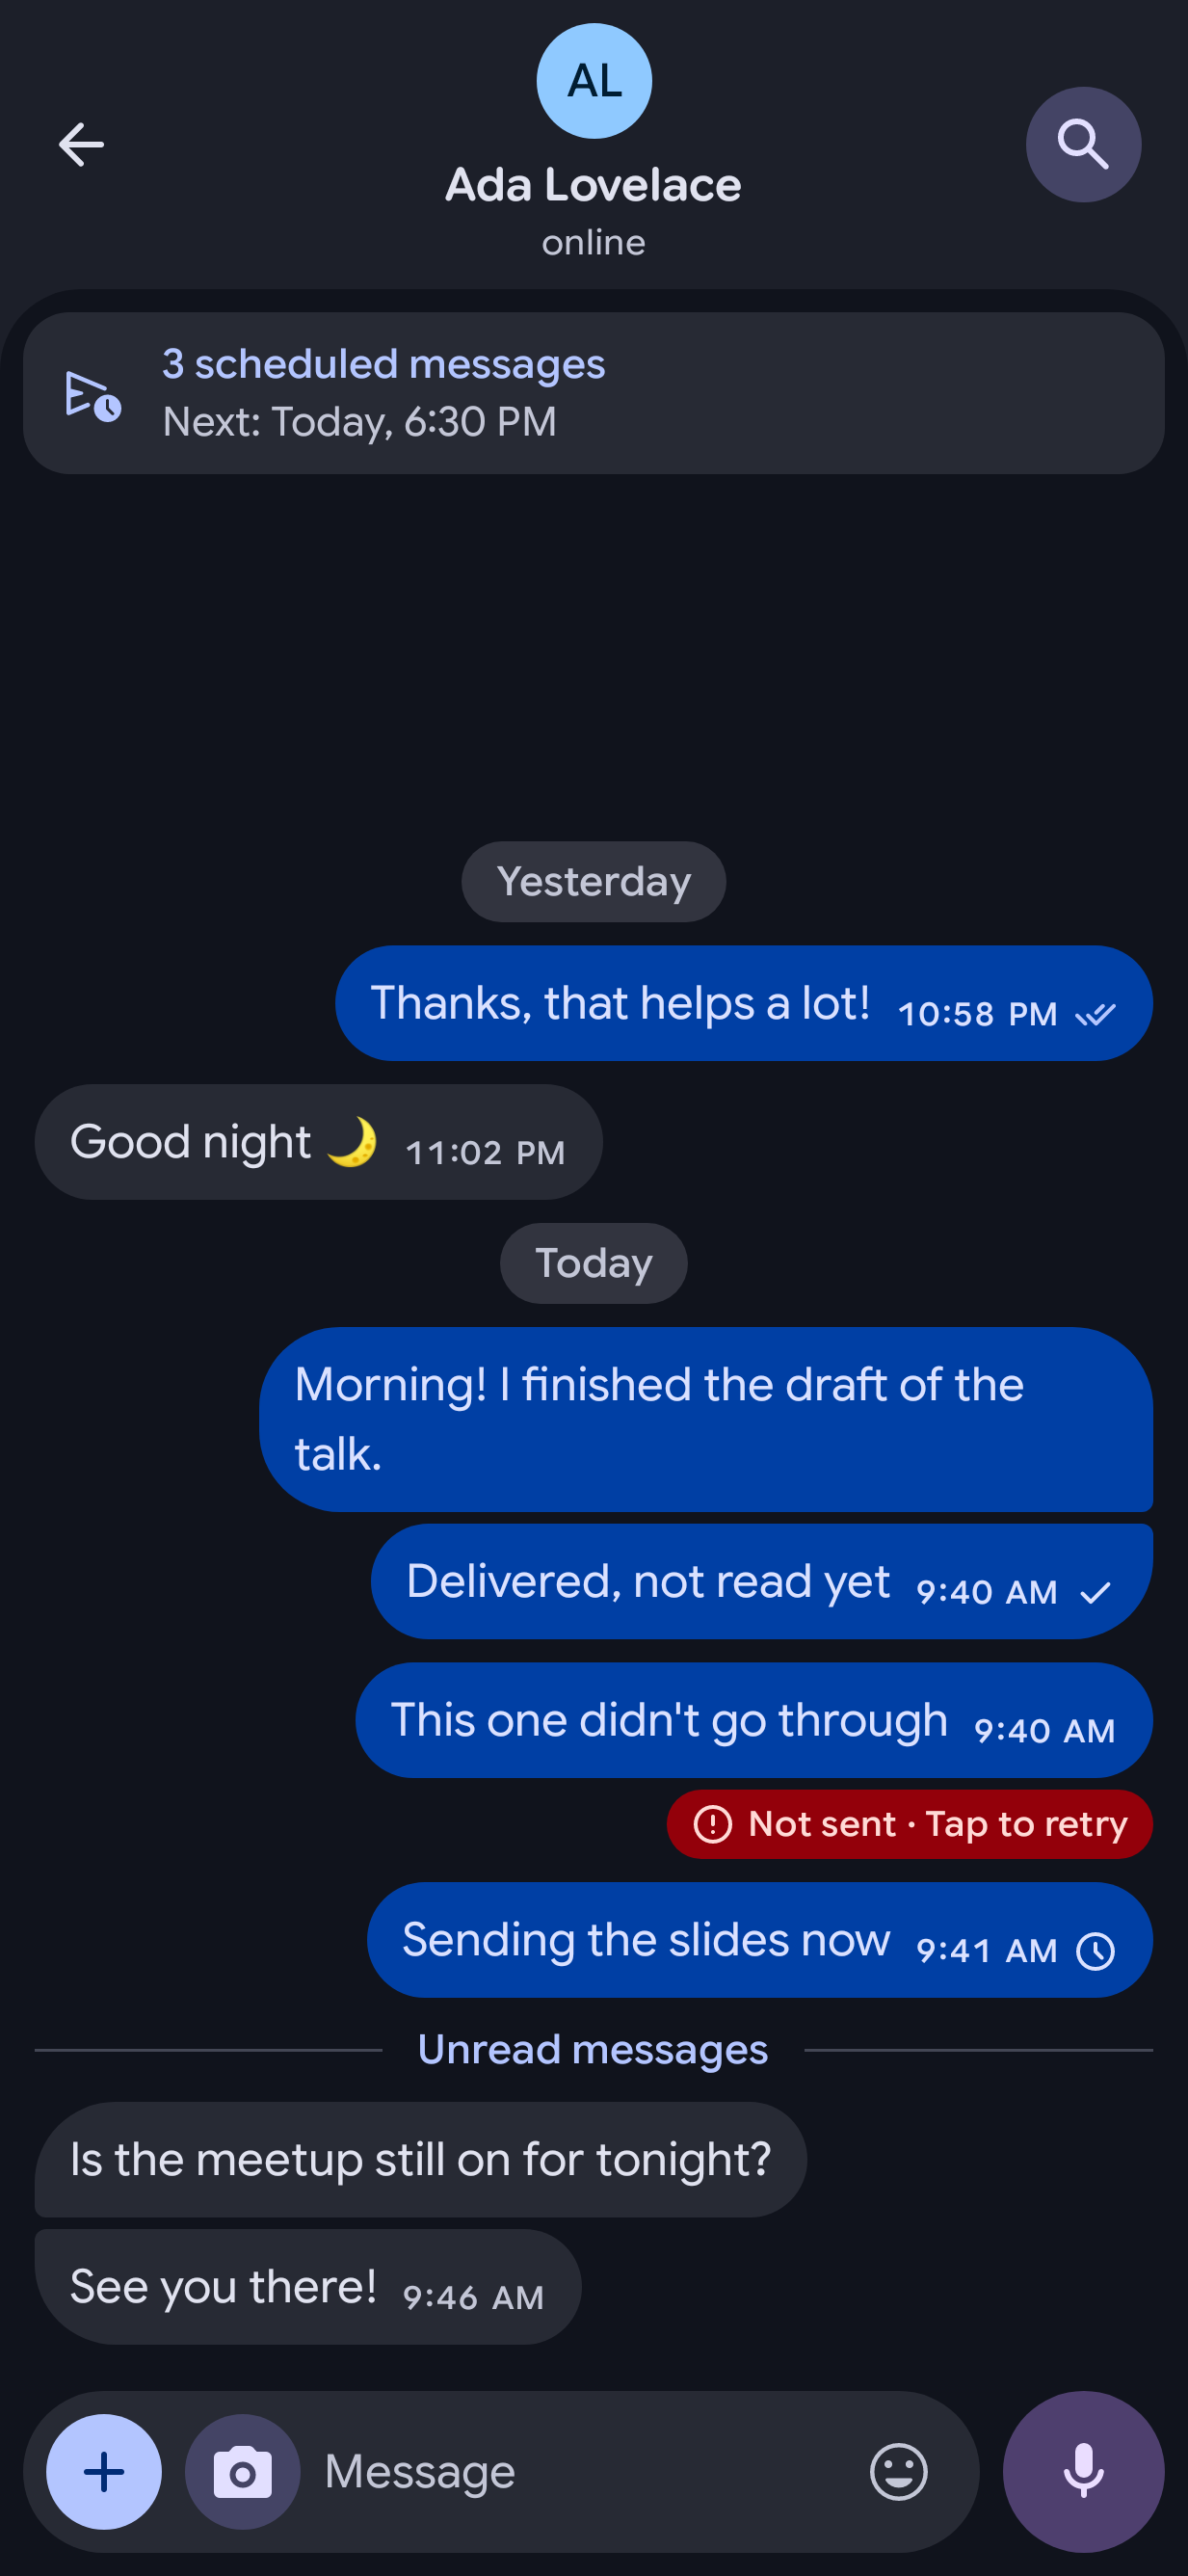 AL
Ada Lovelace
online
3 scheduled messages
Next: Today, 6:30 PM
Yesterday
Thanks, that helps a lot! 10:58 PM
Good night 🌙 11:02 PM
Today
Morning! I finished the draft of the
talk.
Delivered, not read yet 9:40 AM
This one didn't go through 9:40 AM
Not sent · Tap to retry
Sending the slides now 9:41 AM
Unread messages
Is the meetup still on for tonight?
See you there! 9:46 AM
Message